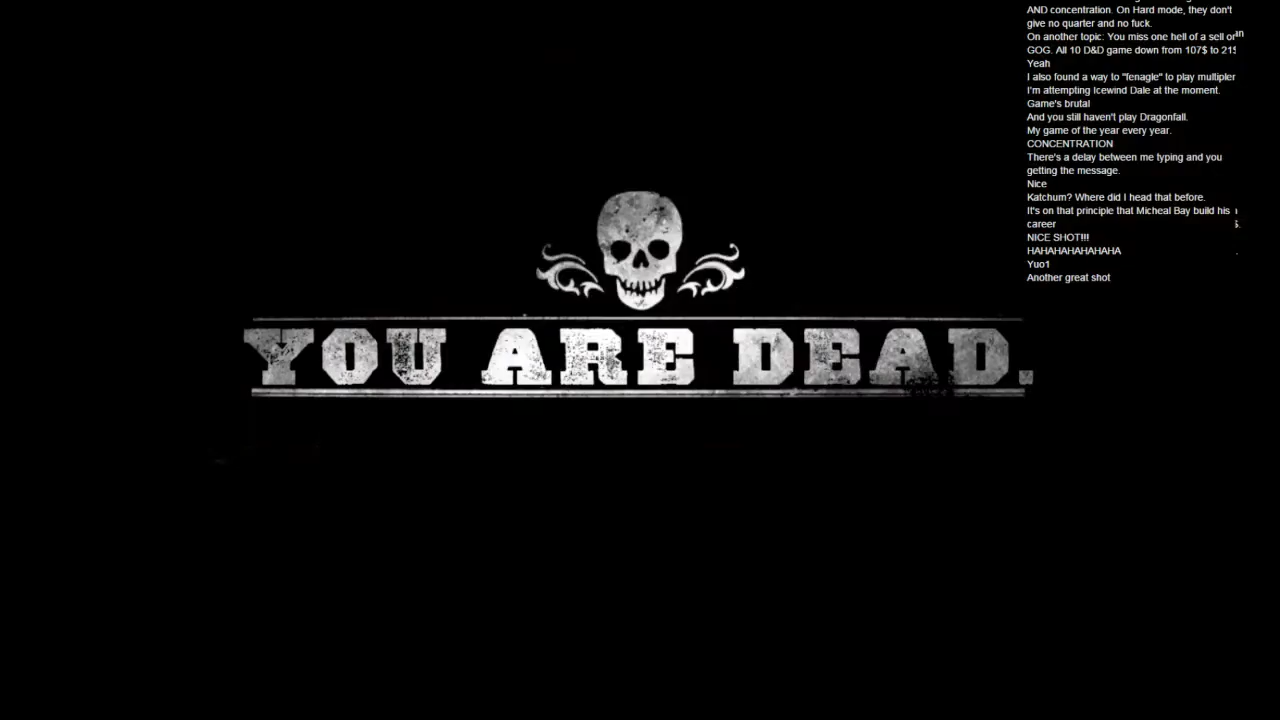 AND concentration. On Hard mode, they don't
give no quarter and no fuck.
On another topic: You miss one hell of a sell on
GOG. All 10 D&D game down from 107$ to 21$
Yeah
I also found a way to "fenagle" to play multipler
I'm attempting Icewind Dale at the moment.
Game's brutal
And you still haven't play Dragonfall.
My game of the year every year.
CONCENTRATION
There's a delay between me typing and you
getting the message.
Nice
Katchum? Where did I head that before.
It's on that principle that Micheal Bay build his
career
NICE SHOT!!!
HAHAHAHAHAHAHA
Yuo1
Another great shot
YOU ARE DEAD.